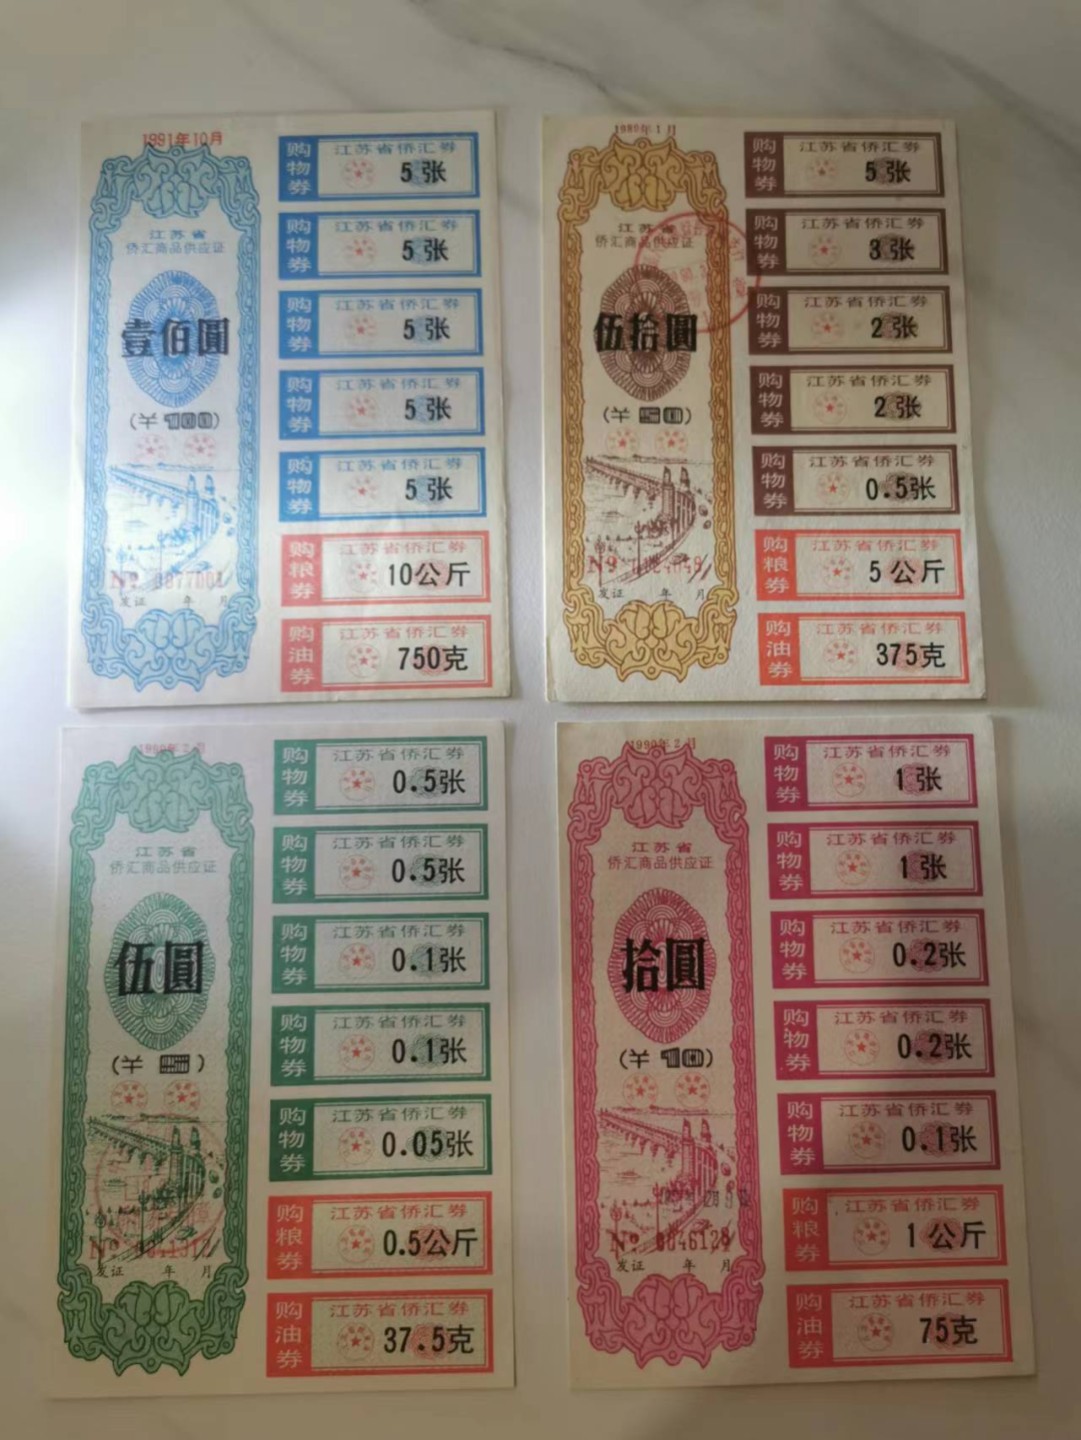 1991年10月
江苏省
侨汇商品供应证
壹佰圆
(¥100)
Nº 0077001
发证 年 月
购物券 江苏省侨汇券 5张
购物券 江苏省侨汇券 5张
购物券 江苏省侨汇券 5张
购物券 江苏省侨汇券 5张
购物券 江苏省侨汇券 5张
购粮券 江苏省侨汇券 10公斤
购油券 江苏省侨汇券 750克
江苏省
侨汇商品供应证
伍拾圆
(¥50)
Nº
发证 年 月
购物券 江苏省侨汇券 5张
购物券 江苏省侨汇券 3张
购物券 江苏省侨汇券 2张
购物券 江苏省侨汇券 2张
购物券 江苏省侨汇券 0.5张
购粮券 江苏省侨汇券 5公斤
购油券 江苏省侨汇券 375克
江苏省
侨汇商品供应证
伍圆
(¥5)
Nº
发证 年 月
购物券 江苏省侨汇券 0.5张
购物券 江苏省侨汇券 0.5张
购物券 江苏省侨汇券 0.1张
购物券 江苏省侨汇券 0.1张
购物券 江苏省侨汇券 0.05张
购粮券 江苏省侨汇券 0.5公斤
购油券 江苏省侨汇券 37.5克
1990年2月
江苏省
侨汇商品供应证
拾圆
(¥10)
Nº 0046129
发证 年 月
购物券 江苏省侨汇券 1张
购物券 江苏省侨汇券 1张
购物券 江苏省侨汇券 0.2张
购物券 江苏省侨汇券 0.2张
购物券 江苏省侨汇券 0.1张
购粮券 江苏省侨汇券 1公斤
购油券 江苏省侨汇券 75克